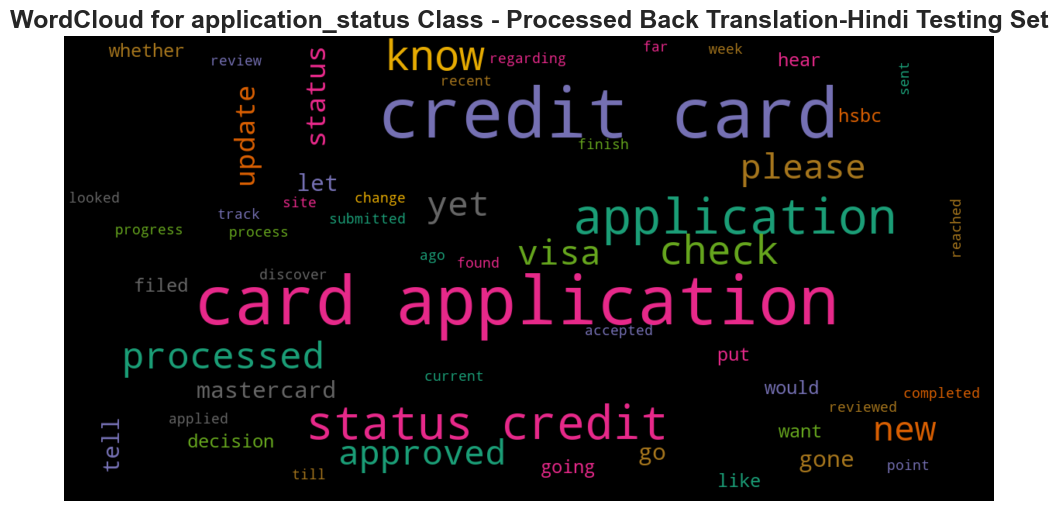 WordCloud for application_status Class - Processed Back Translation-Hindi Testing Set
whether
know
regarding
far
week
hear
review
status
recent
sent
update
credit card
hsbc
finish
please
let
looked
site
change
yet
application
track
submitted
reached
progress
process
visa
check
ago
found
discover
filed
card application
accepted
processed
put
current
mastercard
would
completed
reviewed
applied
status credit
new
tell
decision
want
approved
go
gone
going
point
till
like